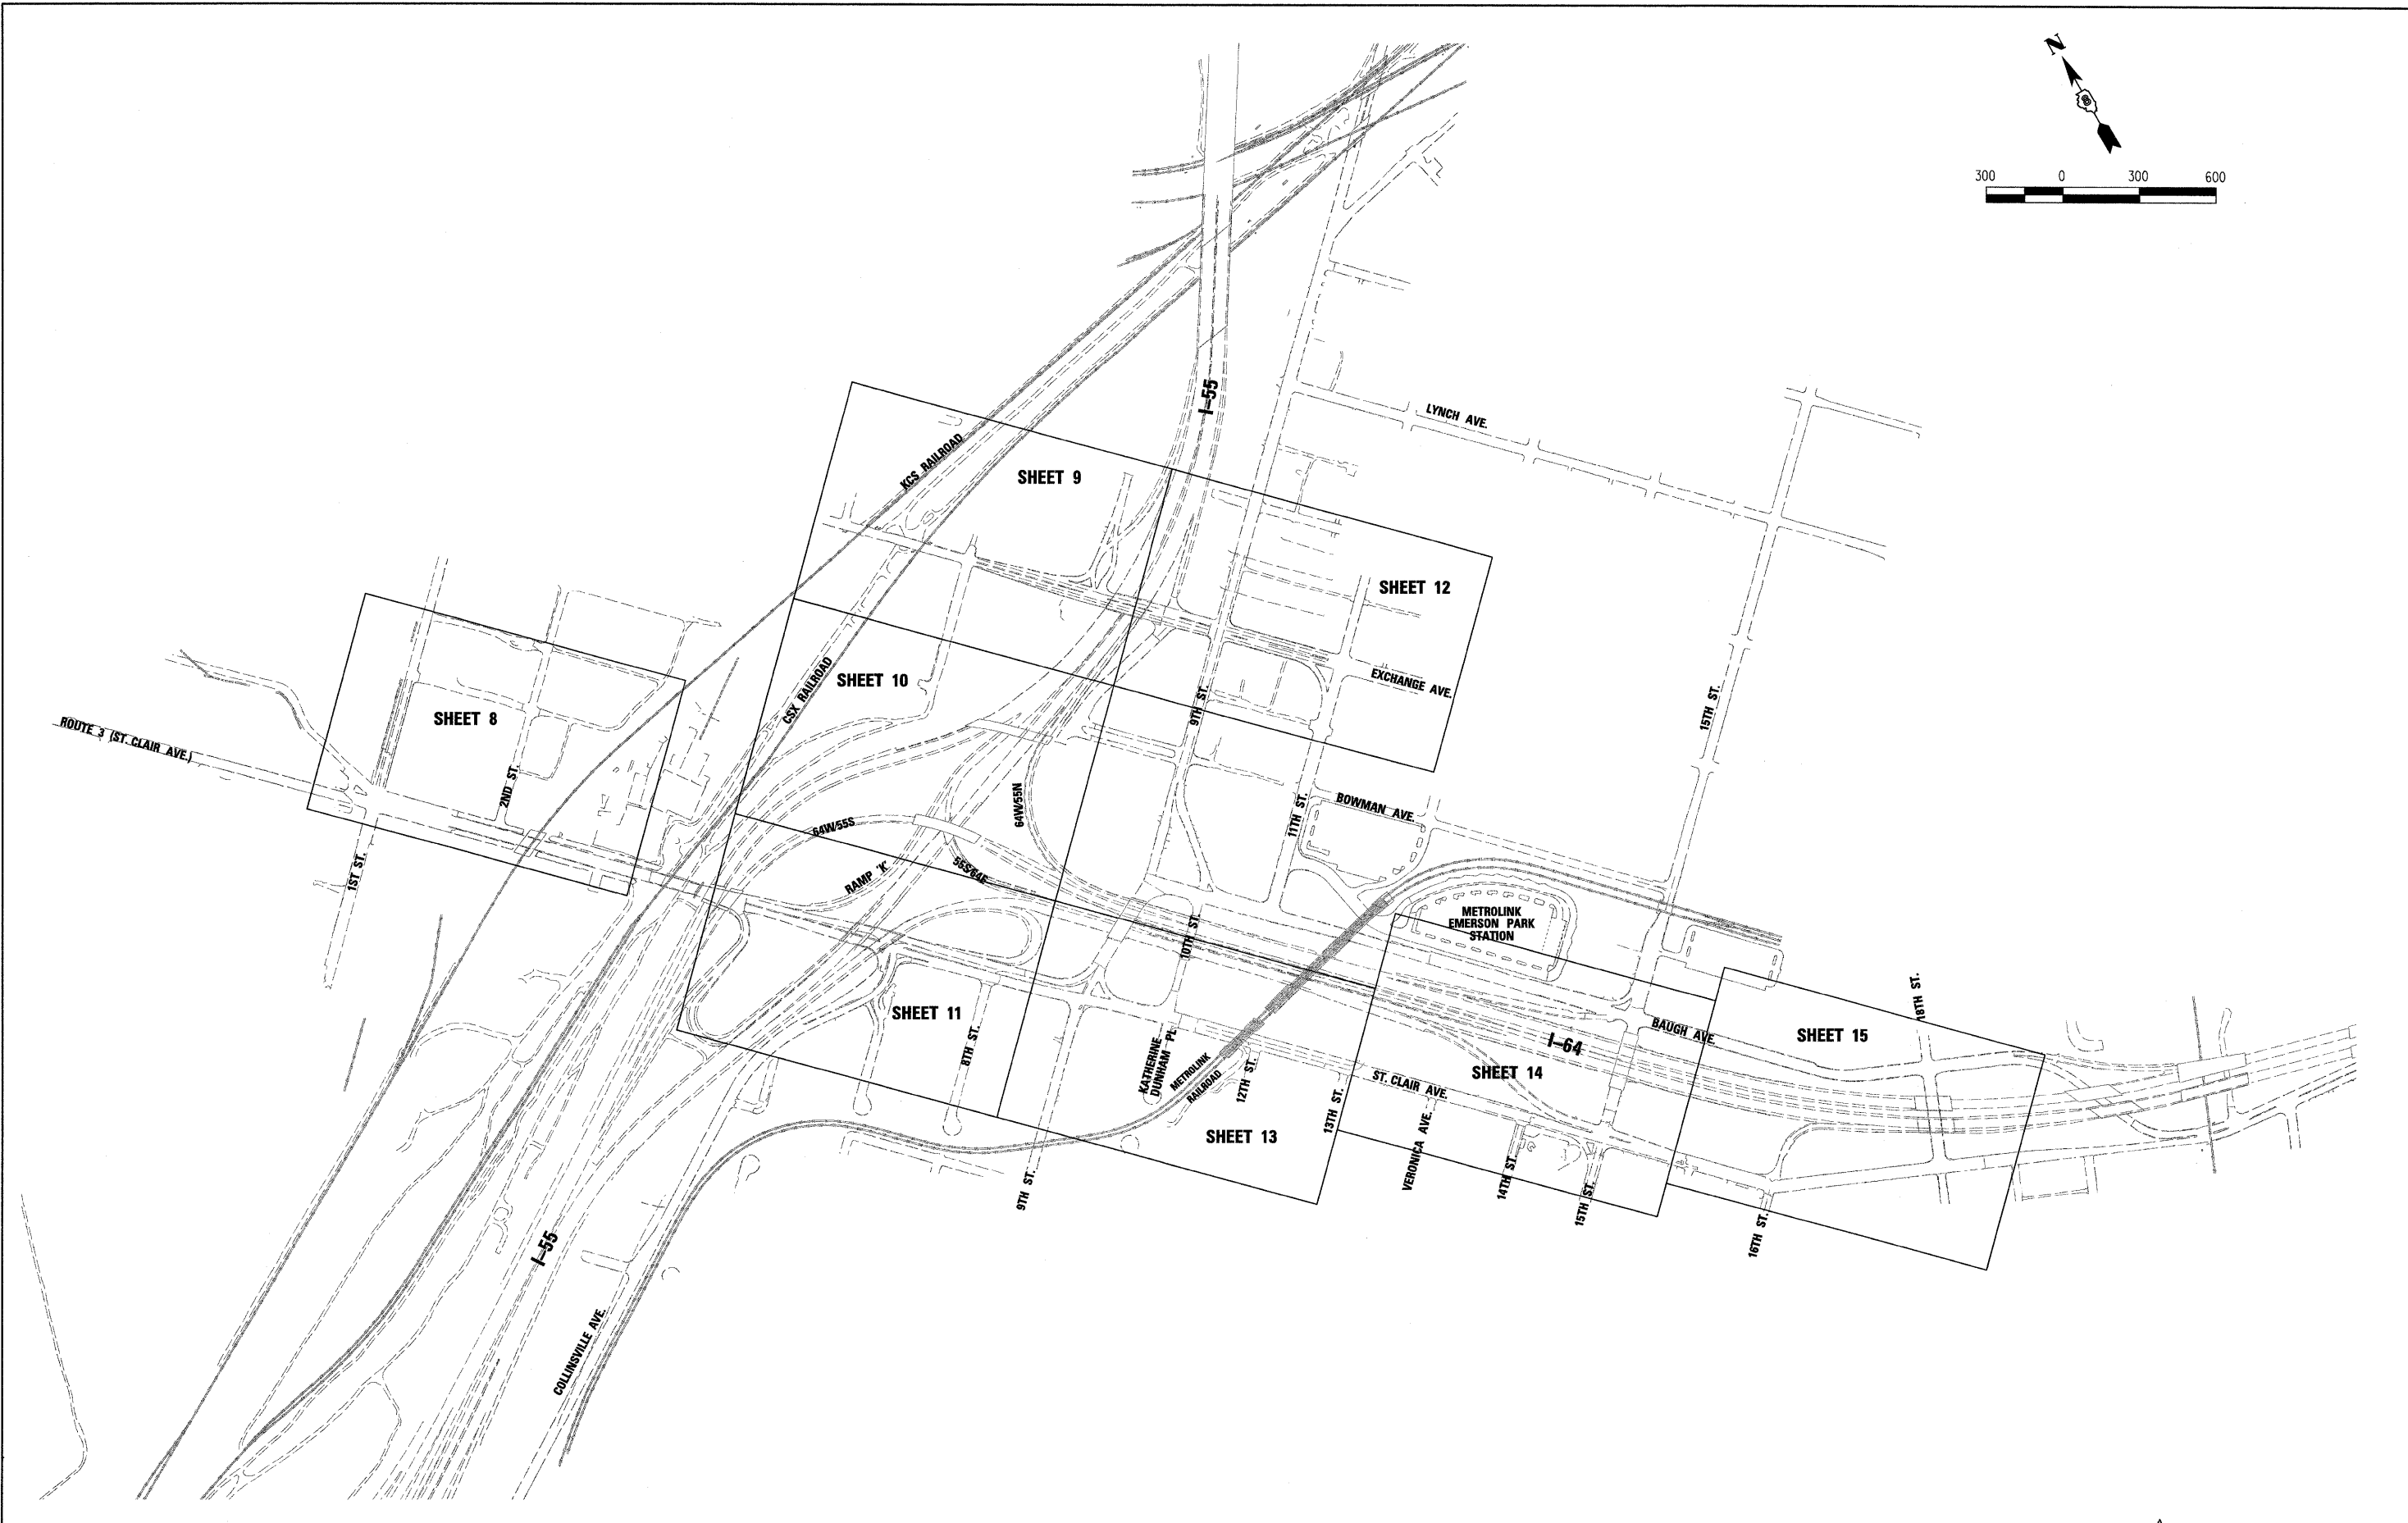 N
300 0 300 600
I-55
LYNCH AVE.
KCS RAILROAD
SHEET 9
SHEET 12
EXCHANGE AVE.
CSX RAILROAD
SHEET 10
9TH ST.
15TH ST.
SHEET 8
ROUTE 3 (ST. CLAIR AVE.)
2ND ST.
64W/55N
64W/55S
11TH ST.
BOWMAN AVE.
1ST ST.
RAMP 'K'
55S/64E
METROLINK
EMERSON PARK
STATION
10TH ST.
SHEET 11
8TH ST.
KATHERINE
DUNHAM PL
METROLINK
RAILROAD
12TH ST.
13TH ST.
ST. CLAIR AVE.
I-64
SHEET 14
BAUGH AVE.
SHEET 15
18TH ST.
SHEET 13
VERONICA AVE.
14TH ST.
15TH ST.
16TH ST.
9TH ST.
I-55
COLLINSVILLE AVE.